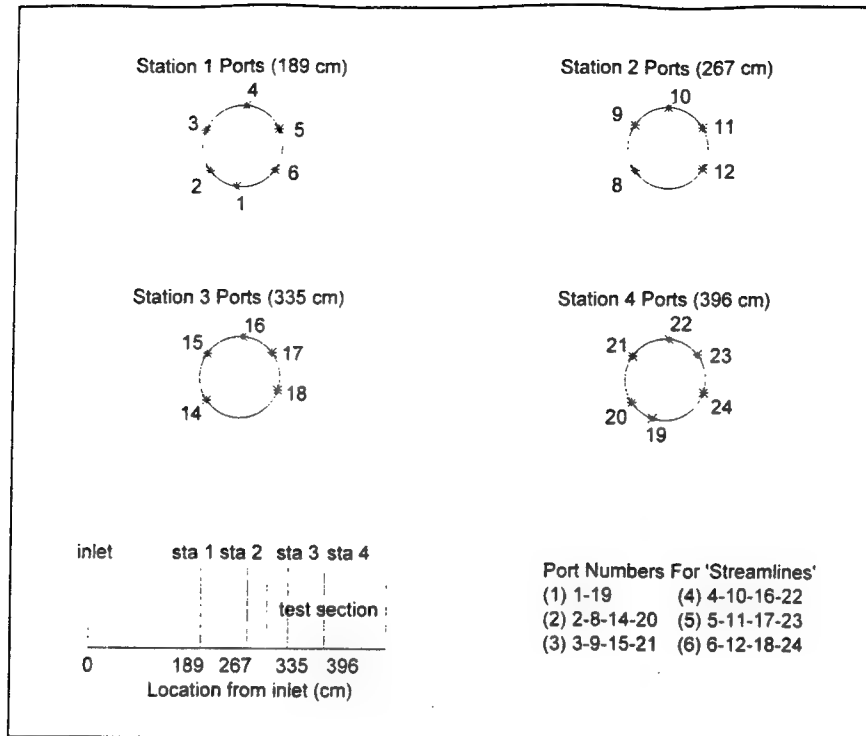 Station 1 Ports (189 cm)
4
3
5
2
6
1
Station 2 Ports (267 cm)
10
9
11
8
12
Station 3 Ports (335 cm)
16
15
17
18
14
Station 4 Ports (396 cm)
22
21
23
24
20
19
inlet sta 1 sta 2 sta 3 sta 4
test section
0 189 267 335 396
Location from inlet (cm)
Port Numbers For 'Streamlines'
(1) 1-19 (4) 4-10-16-22
(2) 2-8-14-20 (5) 5-11-17-23
(3) 3-9-15-21 (6) 6-12-18-24